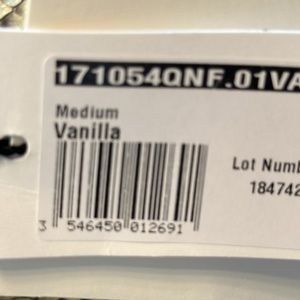 171054QNF.01VA
Medium
Vanilla
Lot Numb
184742
3 546450 012691